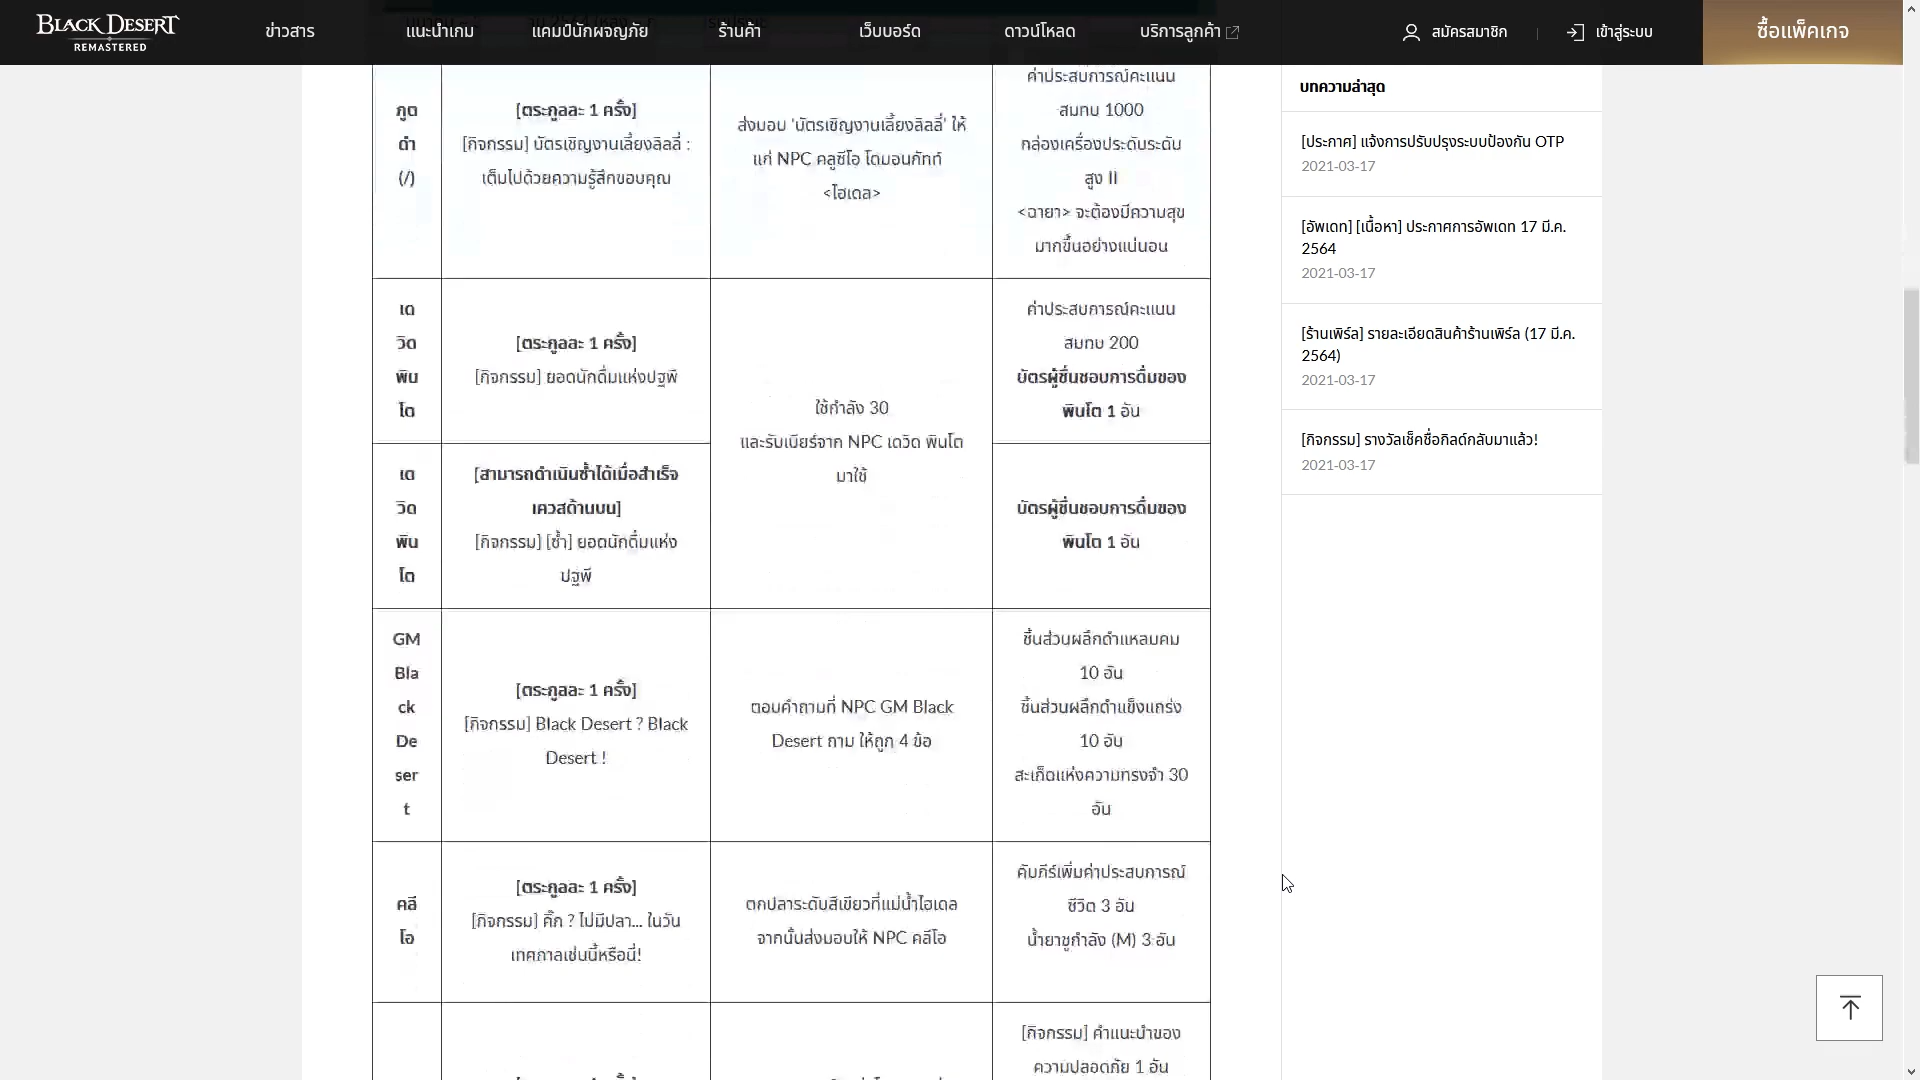 BLACK DESERT
REMASTERED
ข่าวสาร
แนะนำเกม
แคมป์นักผจญภัย
ร้านค้า
เว็บบอร์ด
ดาวน์โหลด
บริการลูกค้า
สมัครสมาชิก
เข้าสู่ระบบ
ซื้อแพ็คเกจ
ภูต
ดำ
(/)
[ตระกูลละ 1 ครั้ง]
[กิจกรรม] บัตรเชิญงานเลี้ยงลิลลี่ :
เต็มไปด้วยความรู้สึกขอบคุณ
ส่งมอบ 'บัตรเชิญงานเลี้ยงลิลลี่' ให้
แก่ NPC คลูซีโอ โดมอนภัทท์
<ไฮเดล>
ค่าประสบการณ์คะแนน
สมทบ 1000
กล่องเครื่องประดับระดับ
สูง II
<ฉายา> จะต้องมีความสุข
มากขึ้นอย่างแน่นอน
เด
วิด
พิน
โต
[ตระกูลละ 1 ครั้ง]
[กิจกรรม] ยอดนักดื่มแห่งปฐพี
ใช้กำลัง 30
และรับเบียร์จาก NPC เดวิด พินโต
มาใช้
ค่าประสบการณ์คะแนน
สมทบ 200
บัตรผู้ชื่นชอบการดื่มของ
พินโต 1 อัน
เด
วิด
พิน
โต
[สามารถดำเนินซ้ำได้เมื่อสำเร็จ
เควสด้านบน]
[กิจกรรม] [ซ้ำ] ยอดนักดื่มแห่ง
ปฐพี
บัตรผู้ชื่นชอบการดื่มของ
พินโต 1 อัน
GM
Bla
ck
De
ser
t
[ตระกูลละ 1 ครั้ง]
[กิจกรรม] Black Desert ? Black
Desert !
ตอบคำถามที่ NPC GM Black
Desert ถาม ให้ถูก 4 ข้อ
ชิ้นส่วนผลึกดำแหลมคม
10 อัน
ชิ้นส่วนผลึกดำแข็งแกร่ง
10 อัน
สะเก็ดแห่งความทรงจำ 30
อัน
คลี
โอ
[ตระกูลละ 1 ครั้ง]
[กิจกรรม] คิ๊ก ? ไม่มีปลา... ในวัน
เทศกาลเช่นนี้หรือนี่!
ตกปลาระดับสีเขียวที่แม่น้ำไฮเดล
จากนั้นส่งมอบให้ NPC คลีโอ
คัมภีร์เพิ่มค่าประสบการณ์
ชีวิต 3 อัน
น้ำยาชูกำลัง (M) 3 อัน
[กิจกรรม] คำแนะนำของ
ความปลอดภัย 1 อัน
บทความล่าสุด
[ประกาศ] แจ้งการปรับปรุงระบบป้องกัน OTP
2021-03-17
[อัพเดท] [เนื้อหา] ประกาศการอัพเดท 17 มี.ค.
2564
2021-03-17
[ร้านเพิร์ล] รายละเอียดสินค้าร้านเพิร์ล (17 มี.ค.
2564)
2021-03-17
[กิจกรรม] รางวัลเช็คชื่อกิลด์กลับมาแล้ว!
2021-03-17